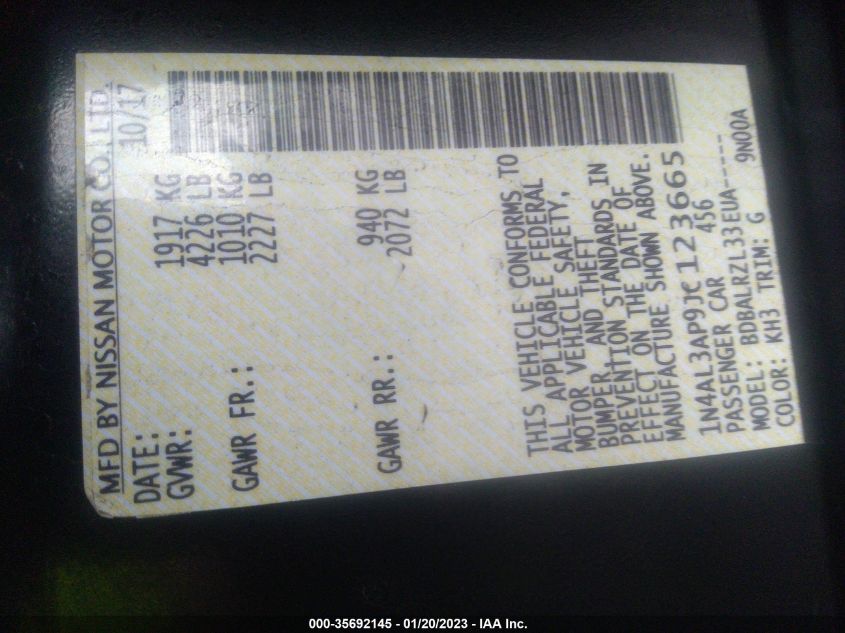 MFD BY NISSAN MOTOR CO., LTD.
DATE: 10/17
GVWR: 1917 KG
4226 LB
GAWR FR.: 1010 KG
2227 LB
GAWR RR.: 940 KG
2072 LB
THIS VEHICLE CONFORMS TO
ALL APPLICABLE FEDERAL
MOTOR VEHICLE SAFETY,
BUMPER, AND THEFT
PREVENTION STANDARDS IN
EFFECT ON THE DATE OF
MANUFACTURE SHOWN ABOVE.
1N4AL3AP9JC123665
PASSENGER CAR 456
MODEL: BDBALRZL33EUA-----
COLOR: KH3 TRIM: G 9N00A
000-35692145 - 01/20/2023 - IAA Inc.